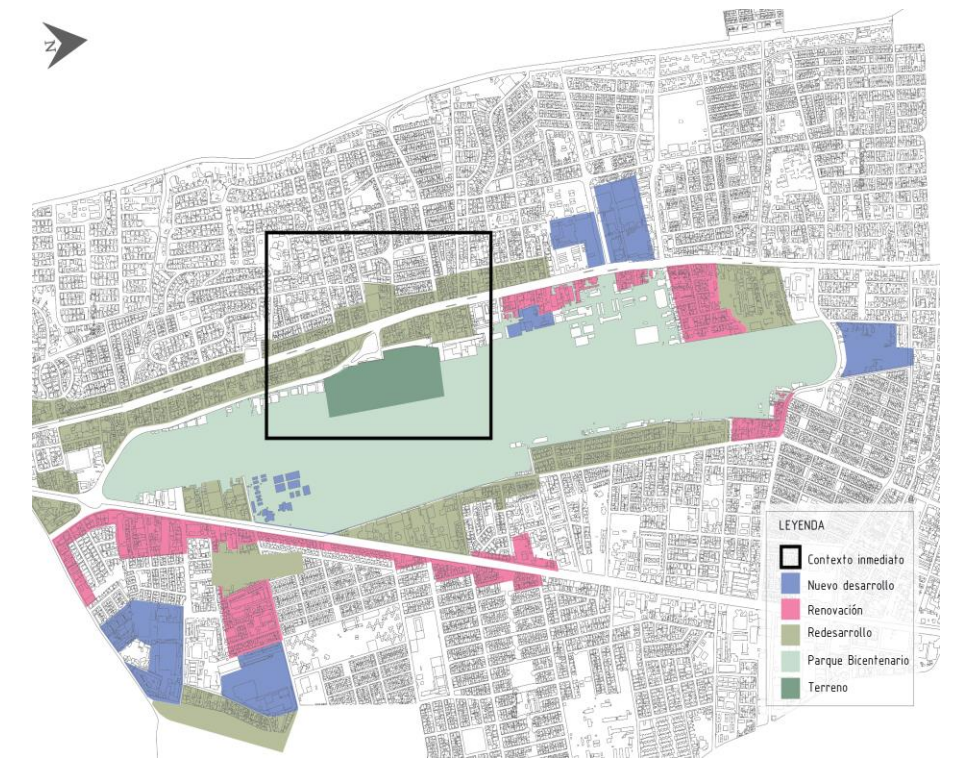 N
LEYENDA
Contexto inmediato
Nuevo desarrollo
Renovación
Redesarrollo
Parque Bicentenario
Terreno